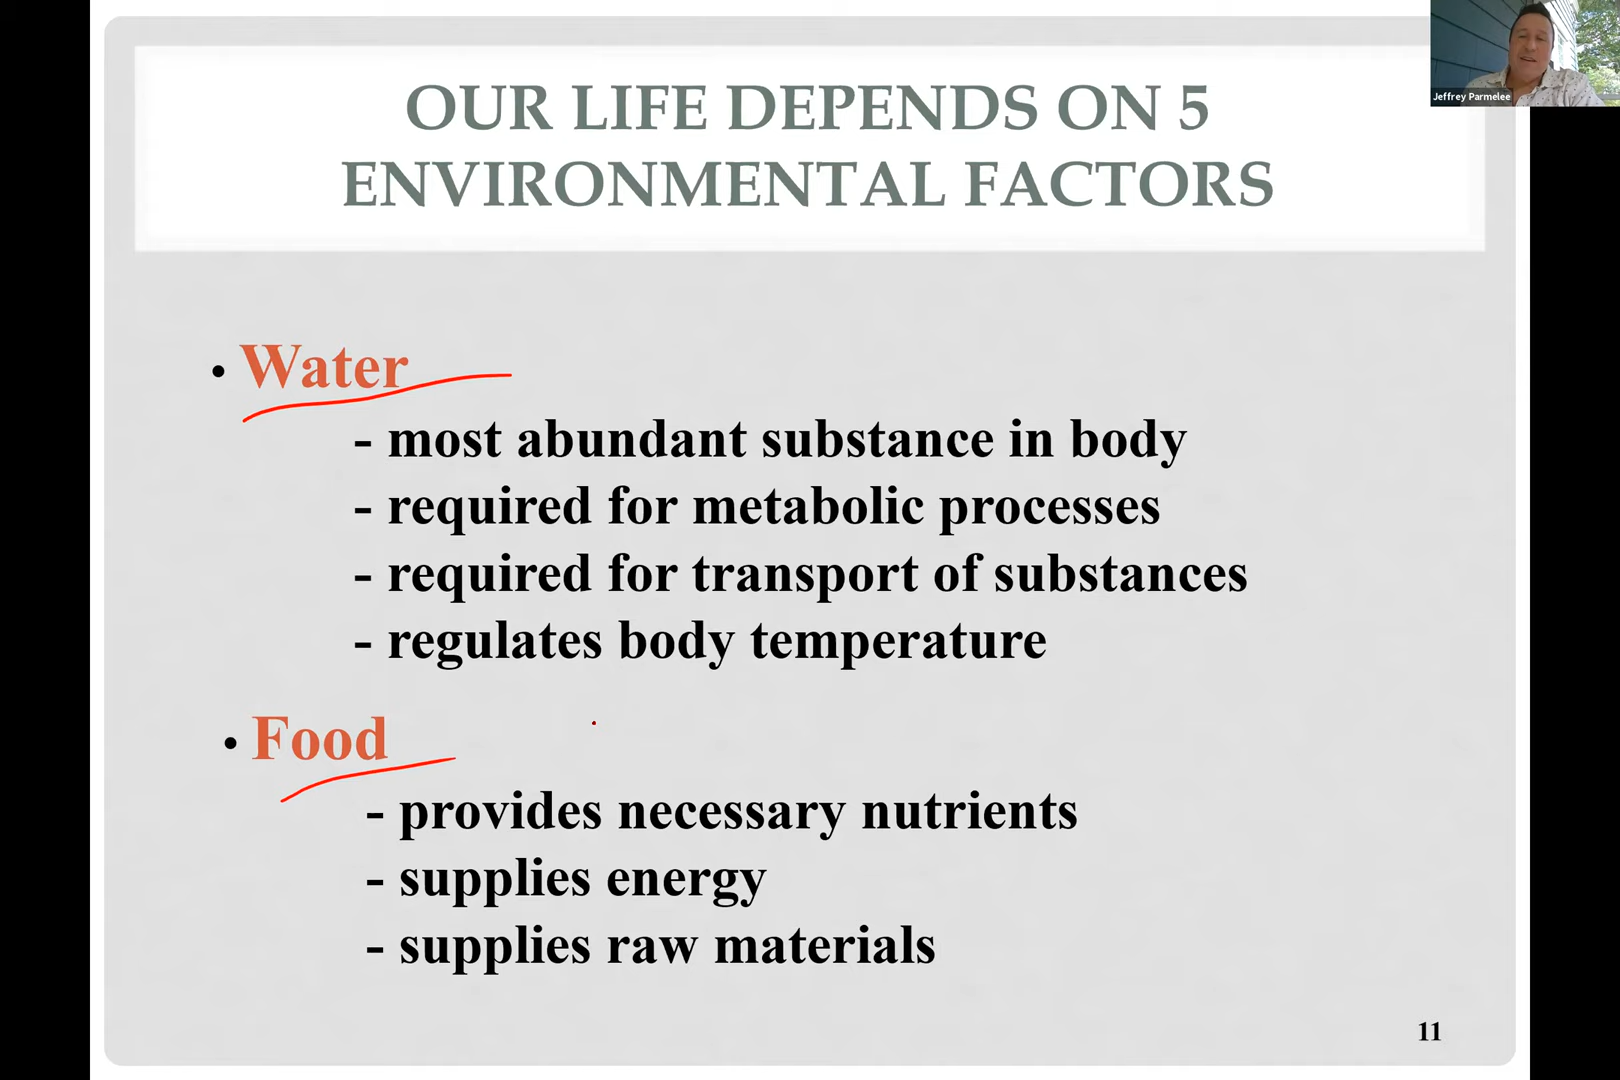 OUR LIFE DEPENDS ON 5
ENVIRONMENTAL FACTORS
Jeffrey Parmelee
• Water
- most abundant substance in body
- required for metabolic processes
- required for transport of substances
- regulates body temperature
• Food
- provides necessary nutrients
- supplies energy
- supplies raw materials
11